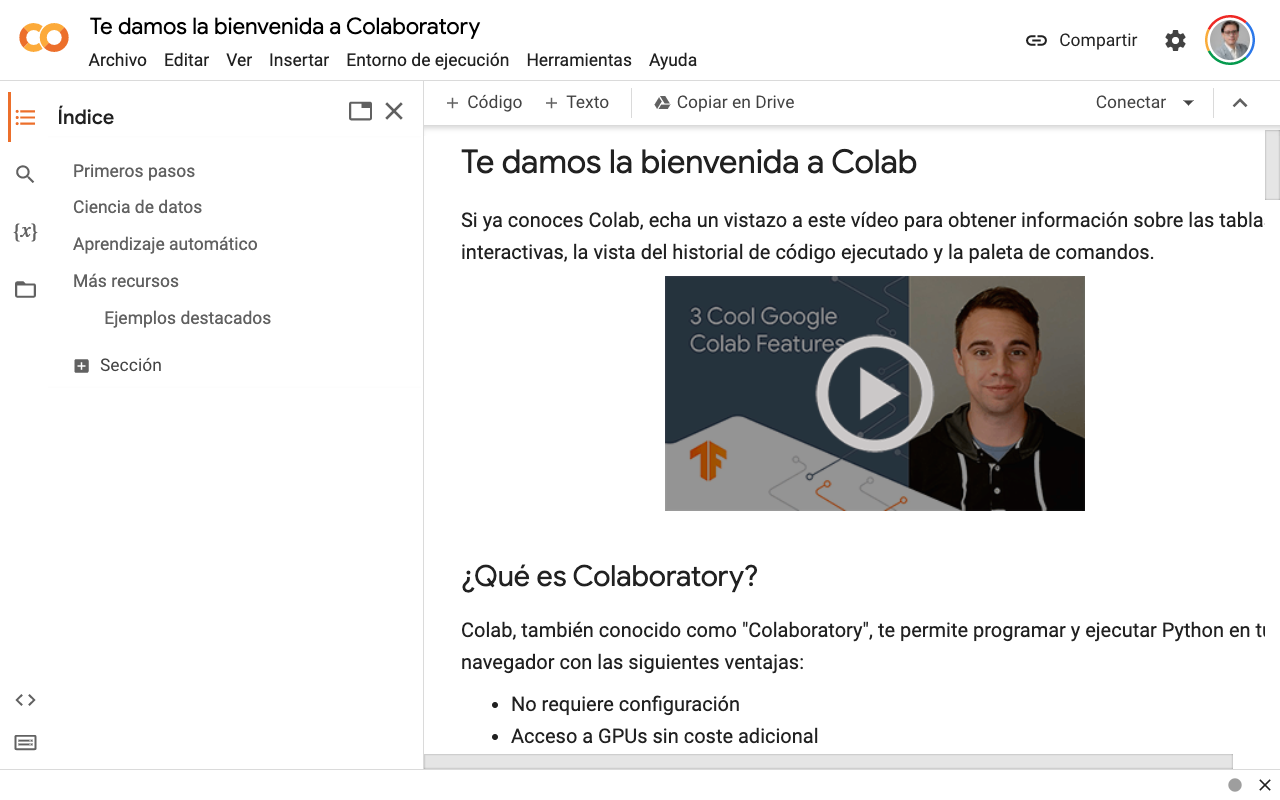 Te damos la bienvenida a Colaboratory
Archivo Editar Ver Insertar Entorno de ejecución Herramientas Ayuda
Compartir
Índice
Primeros pasos
Ciencia de datos
Aprendizaje automático
Más recursos
Ejemplos destacados
Sección
{x}
+ Código + Texto Copiar en Drive Conectar
Te damos la bienvenida a Colab
Si ya conoces Colab, echa un vistazo a este vídeo para obtener información sobre las tabla
interactivas, la vista del historial de código ejecutado y la paleta de comandos.
3 Cool Google
Colab Features
¿Qué es Colaboratory?
Colab, también conocido como "Colaboratory", te permite programar y ejecutar Python en tu
navegador con las siguientes ventajas:
• No requiere configuración
• Acceso a GPUs sin coste adicional